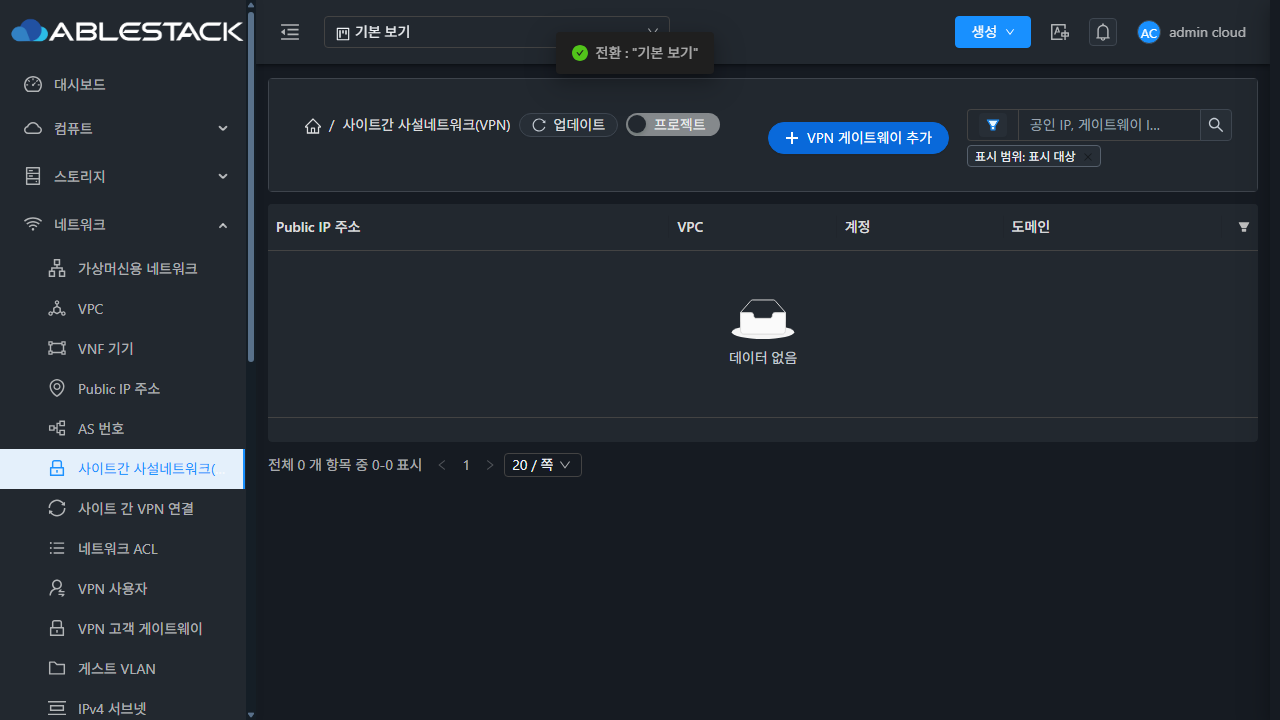 ABLESTACK
기본 보기
생성
AC
admin cloud
전환 : "기본 보기"
대시보드
컴퓨트
스토리지
네트워크
가상머신용 네트워크
VPC
VNF 기기
Public IP 주소
AS 번호
사이트간 사설네트워크(
사이트 간 VPN 연결
네트워크 ACL
VPN 사용자
VPN 고객 게이트웨이
게스트 VLAN
IPv4 서브넷
/ 사이트간 사설네트워크(VPN)
업데이트
프로젝트
VPN 게이트웨이 추가
공인 IP, 게이트웨이 I...
표시 범위: 표시 대상
Public IP 주소 VPC 계정 도메인
데이터 없음
전체 0 개 항목 중 0-0 표시
1
20 / 쪽